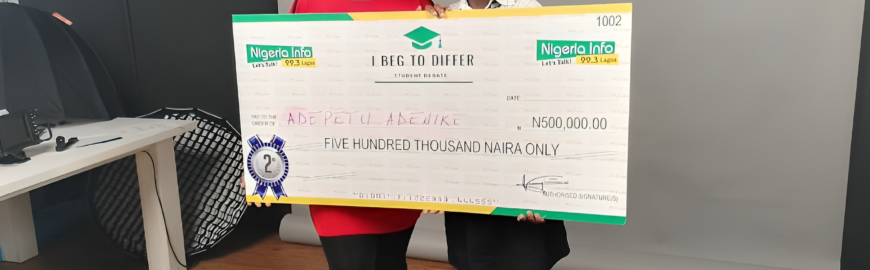 1002
Nigeria Info
Let's Talk! 99.3 Lagos
I BEG TO DIFFER
STUDENT DEBATE
Nigeria Info
Let's Talk! 99.3 Lagos
DATE
PAY TO THE
ORDER OF
ADEPETU ADENIKE
N N500,000.00
FIVE HUNDRED THOUSAND NAIRA ONLY
2
AUTHORISED SIGNATURE(S)